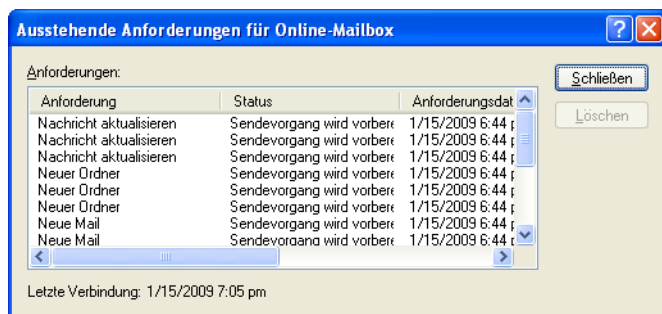 Ausstehende Anforderungen für Online-Mailbox
Anforderungen:
Schließen
Löschen
Anforderung Status Anforderungsdat
Nachricht aktualisieren Sendevorgang wird vorbere 1/15/2009 6:44 p
Nachricht aktualisieren Sendevorgang wird vorbere 1/15/2009 6:44 p
Nachricht aktualisieren Sendevorgang wird vorbere 1/15/2009 6:44 p
Neuer Ordner Sendevorgang wird vorbere 1/15/2009 6:44 p
Neuer Ordner Sendevorgang wird vorbere 1/15/2009 6:44 p
Neuer Ordner Sendevorgang wird vorbere 1/15/2009 6:44 p
Neue Mail Sendevorgang wird vorbere 1/15/2009 6:44 p
Neue Mail Sendevorgang wird vorbere 1/15/2009 6:44 p
Letzte Verbindung: 1/15/2009 7:05 pm